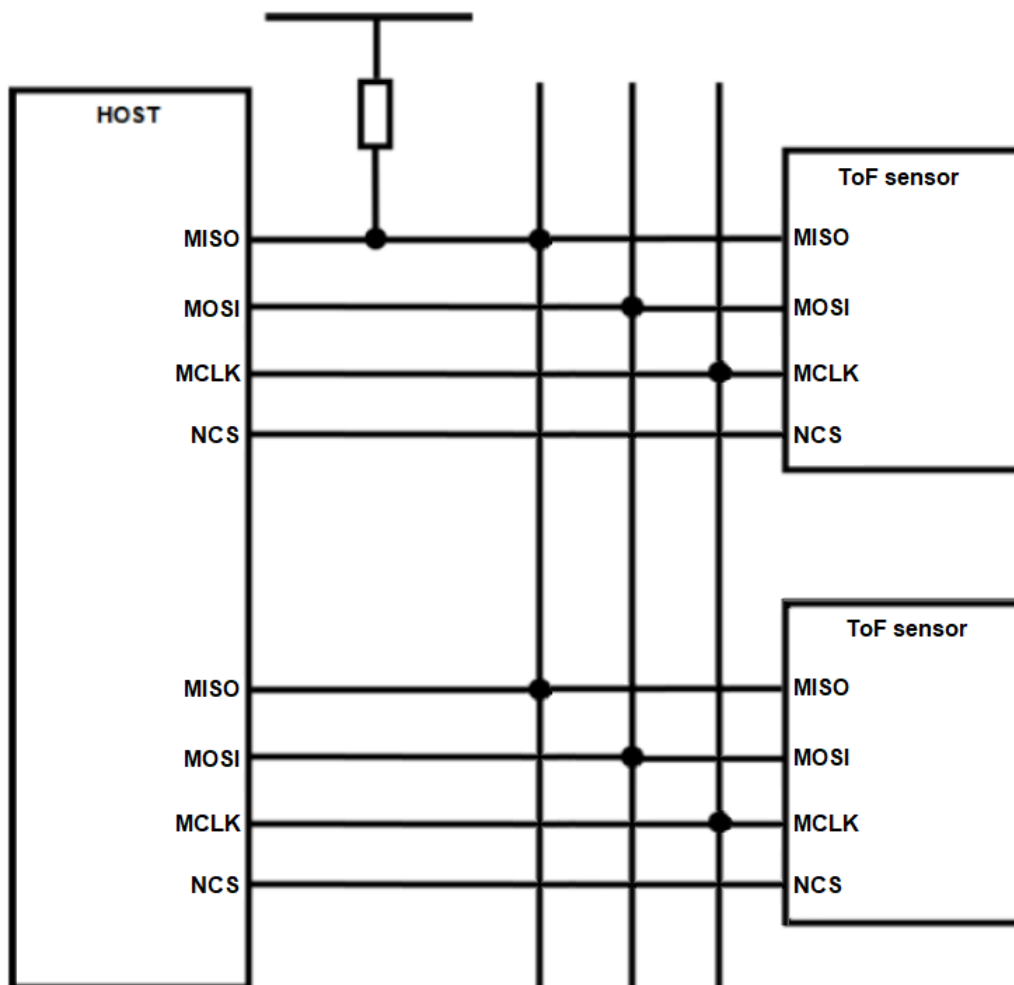 HOST
ToF sensor
MISO
MISO
MOSI
MOSI
MCLK
MCLK
NCS
NCS
ToF sensor
MISO
MISO
MOSI
MOSI
MCLK
MCLK
NCS
NCS